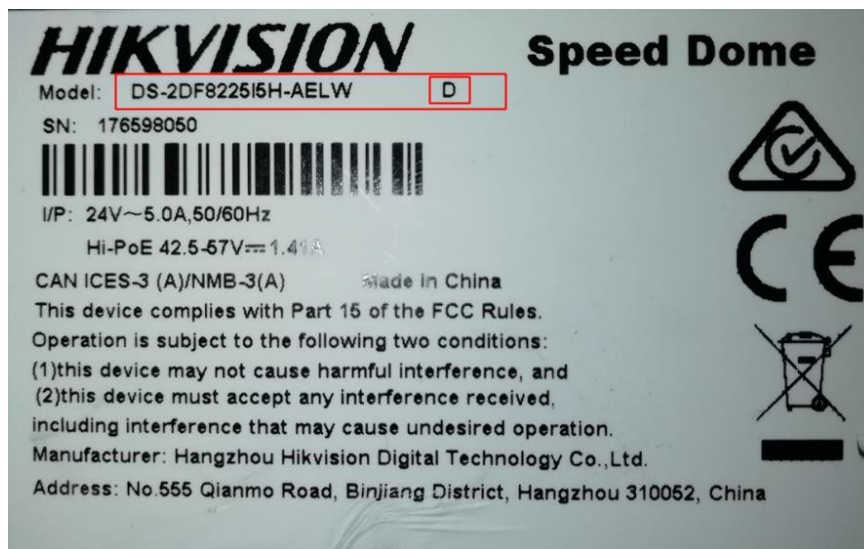 HIKVISION Speed Dome
Model: DS-2DF8225I5H-AELW D
SN: 176598050
I/P: 24V～5.0A,50/60Hz
Hi-PoE 42.5-57V⎓1.41A
CAN ICES-3 (A)/NMB-3(A) Made in China
This device complies with Part 15 of the FCC Rules.
Operation is subject to the following two conditions:
(1)this device may not cause harmful interference, and
(2)this device must accept any interference received,
including interference that may cause undesired operation.
Manufacturer: Hangzhou Hikvision Digital Technology Co.,Ltd.
Address: No.555 Qianmo Road, Binjiang District, Hangzhou 310052, China
CE